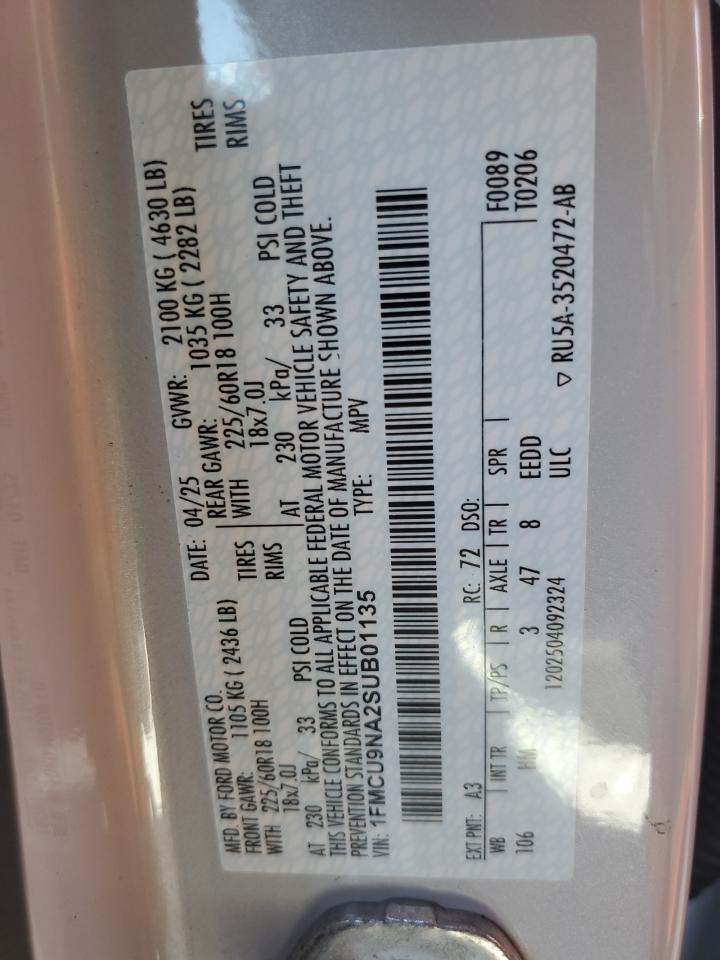 MFD. BY FORD MOTOR CO.
DATE: 04/25 GVWR: 2100 KG ( 4630 LB)
FRONT GAWR: 1105 KG ( 2436 LB) REAR GAWR: 1035 KG ( 2282 LB)
WITH 225/60R18 100H TIRES WITH 225/60R18 100H TIRES
18x7.0J RIMS 18x7.0J RIMS
AT 230 kPa/ 33 PSI COLD AT 230 kPa/ 33 PSI COLD
THIS VEHICLE CONFORMS TO ALL APPLICABLE FEDERAL MOTOR VEHICLE SAFETY AND THEFT
PREVENTION STANDARDS IN EFFECT ON THE DATE OF MANUFACTURE SHOWN ABOVE.
VIN: 1FMCU9NA2SUB01135 TYPE: MPV
EXT PNT: A3 RC: 72 DSO: F0089
WB | INT TR | TP/PS | R | AXLE | TR | SPR T0206
106 HM 3 47 8 EEDD
1202504092324 ULC ▽ RU5A-3520472-AB